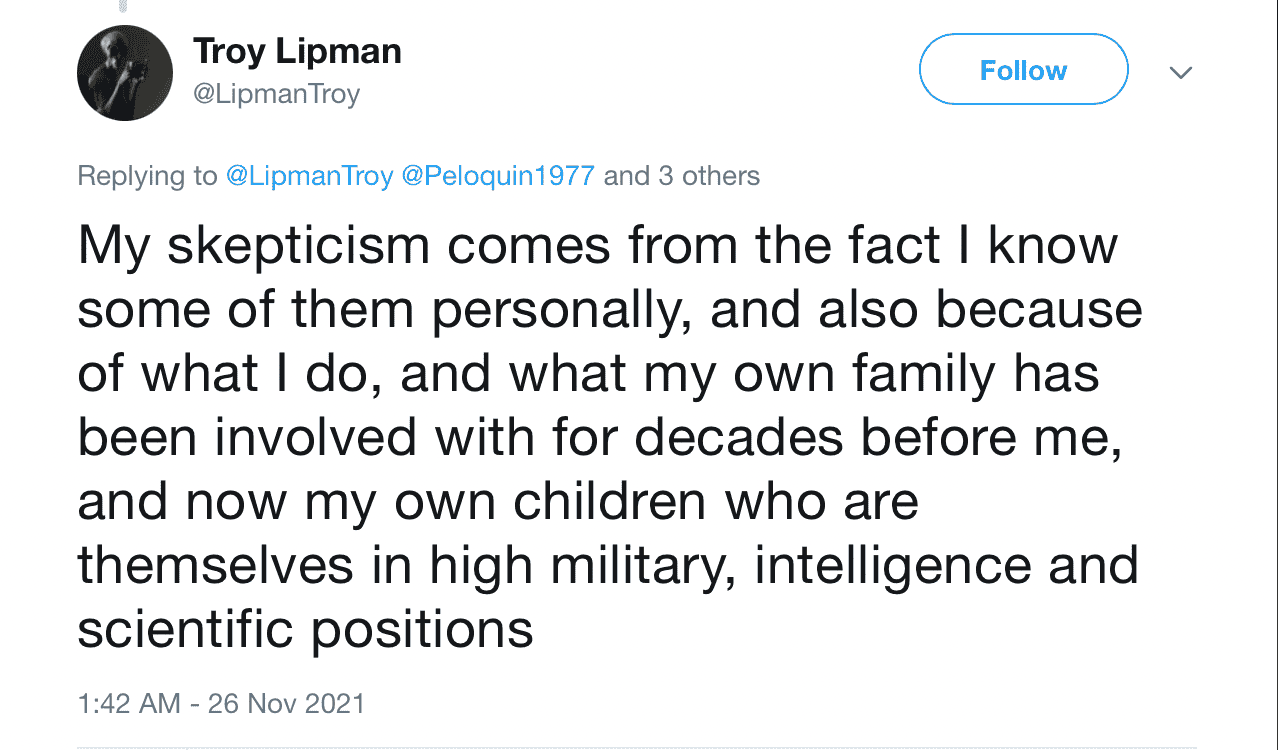 Troy Lipman
@LipmanTroy
Follow
Replying to @LipmanTroy @Peloquin1977 and 3 others
My skepticism comes from the fact I know
some of them personally, and also because
of what I do, and what my own family has
been involved with for decades before me,
and now my own children who are
themselves in high military, intelligence and
scientific positions
1:42 AM - 26 Nov 2021